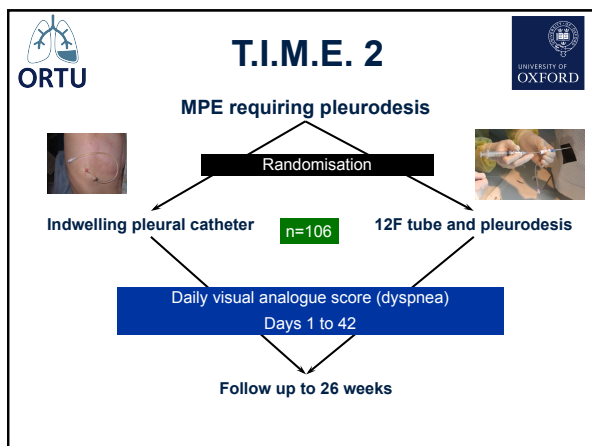 T.I.M.E. 2
ORTU
UNIVERSITY OF
OXFORD
MPE requiring pleurodesis
Randomisation
Indwelling pleural catheter
n=106
12F tube and pleurodesis
Daily visual analogue score (dyspnea)
Days 1 to 42
Follow up to 26 weeks